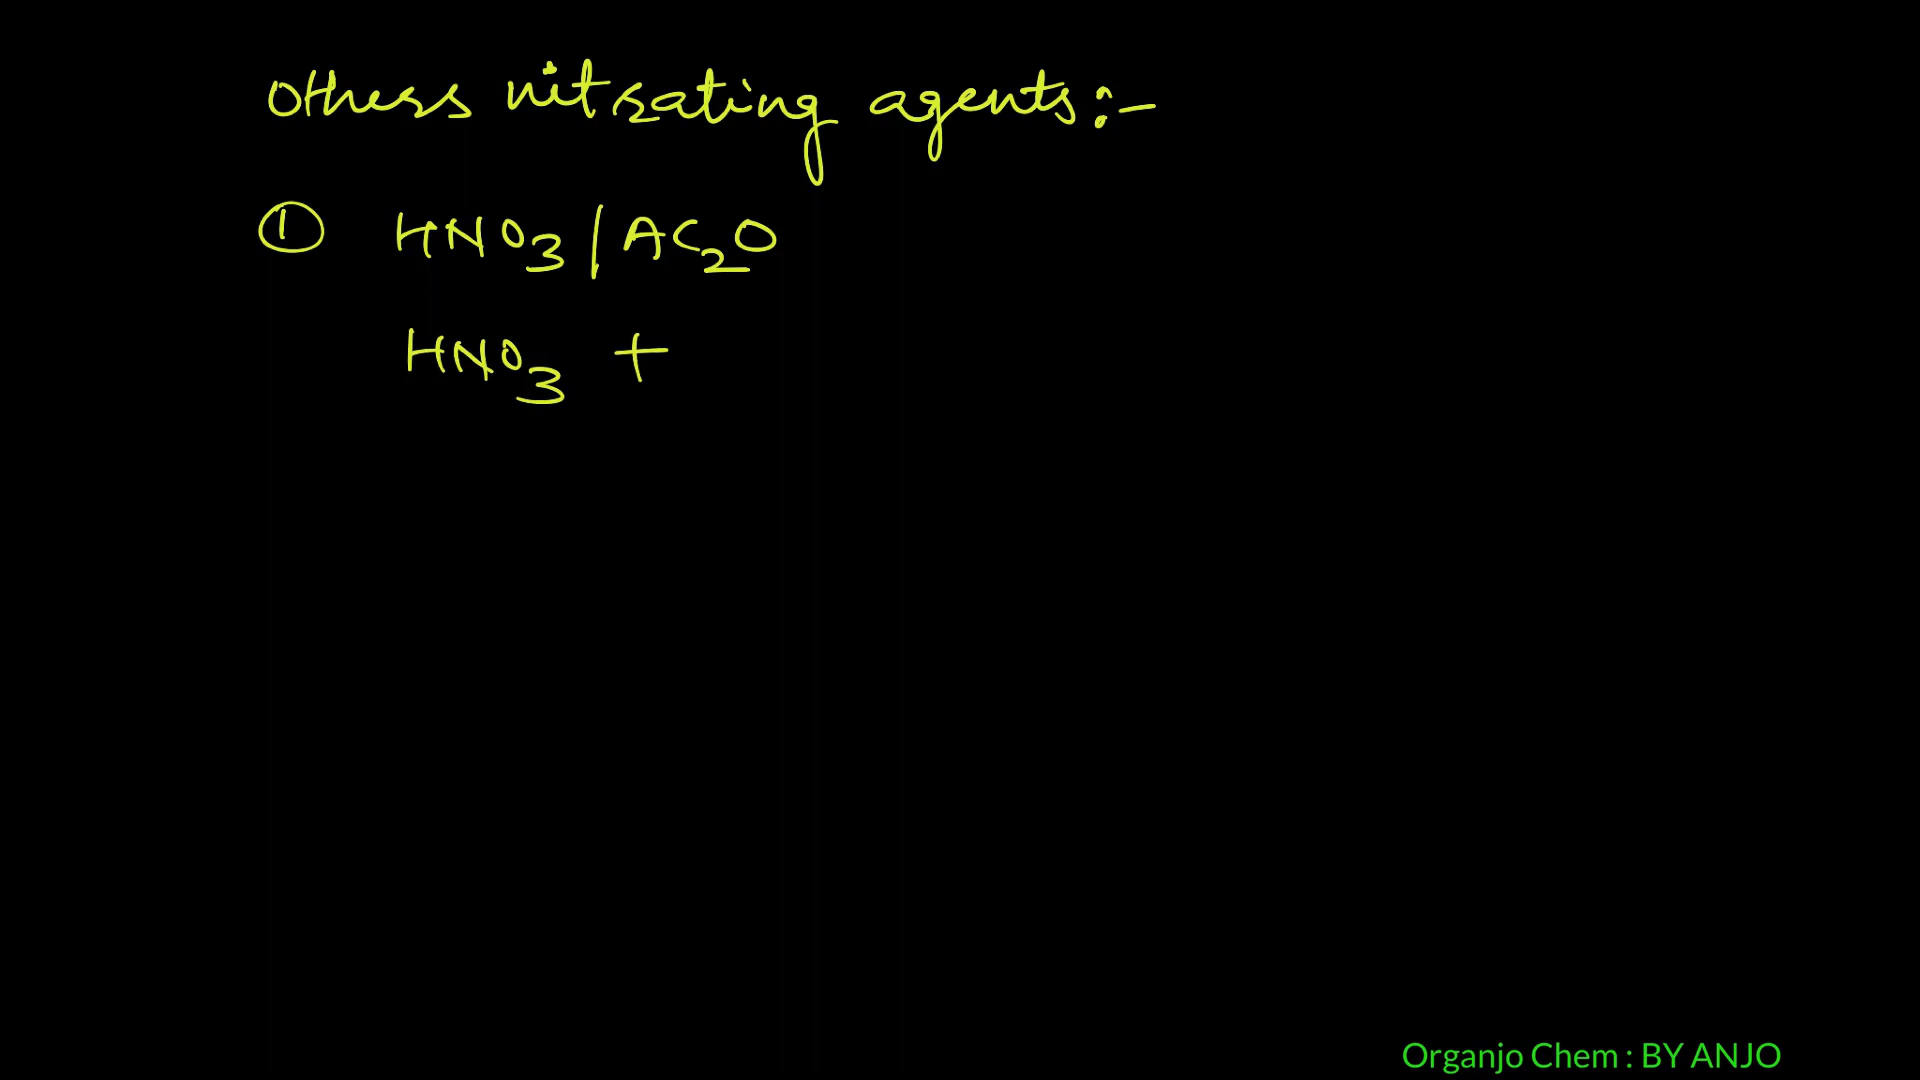 Others nitrating agents:-
① HNO₃/AC₂O
HNO₃ +
Organjo Chem : BY ANJO